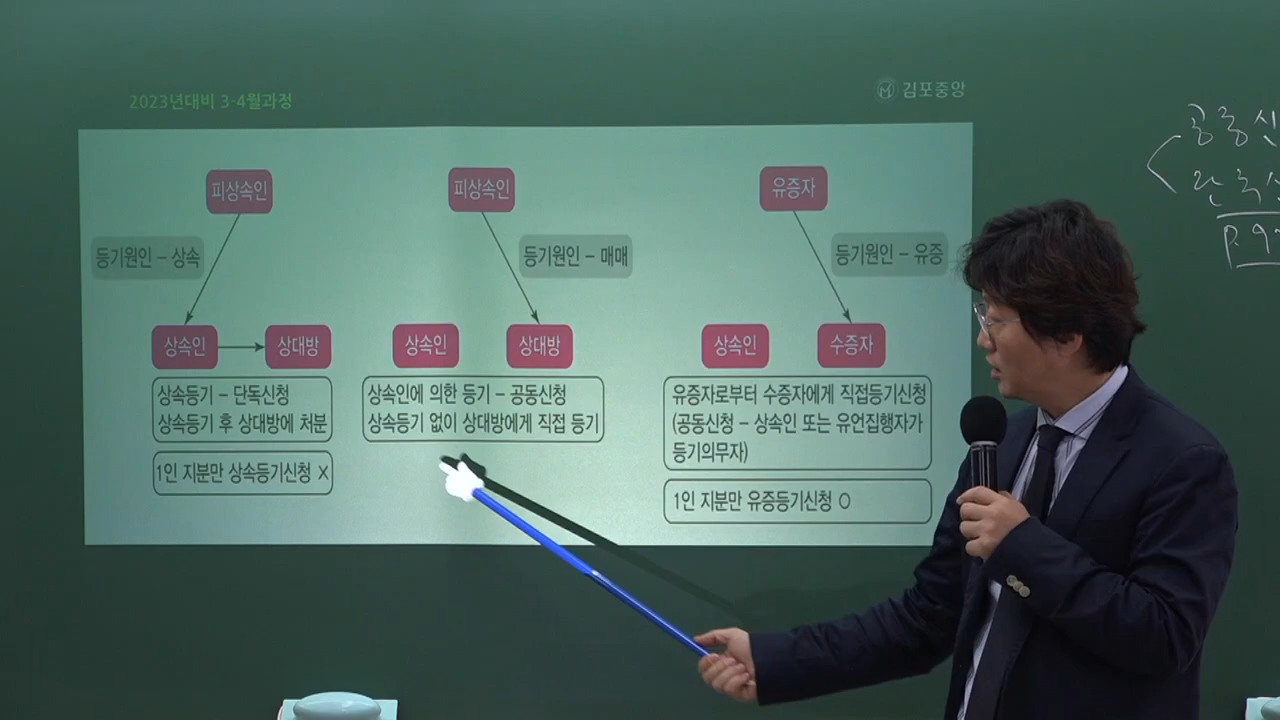 2023년대비 3-4월과정
김포중앙
피상속인
등기원인 – 상속
상속인
상대방
상속등기 – 단독신청
상속등기 후 상대방에 처분
1인 지분만 상속등기신청 X
피상속인
등기원인 – 매매
상속인
상대방
상속인에 의한 등기 – 공동신청
상속등기 없이 상대방에게 직접 등기
유증자
등기원인 – 유증
상속인
수증자
유증자로부터 수증자에게 직접등기신청
(공동신청 – 상속인 또는 유언집행자가
등기의무자)
1인 지분만 유증등기신청 O
공동신
단독신